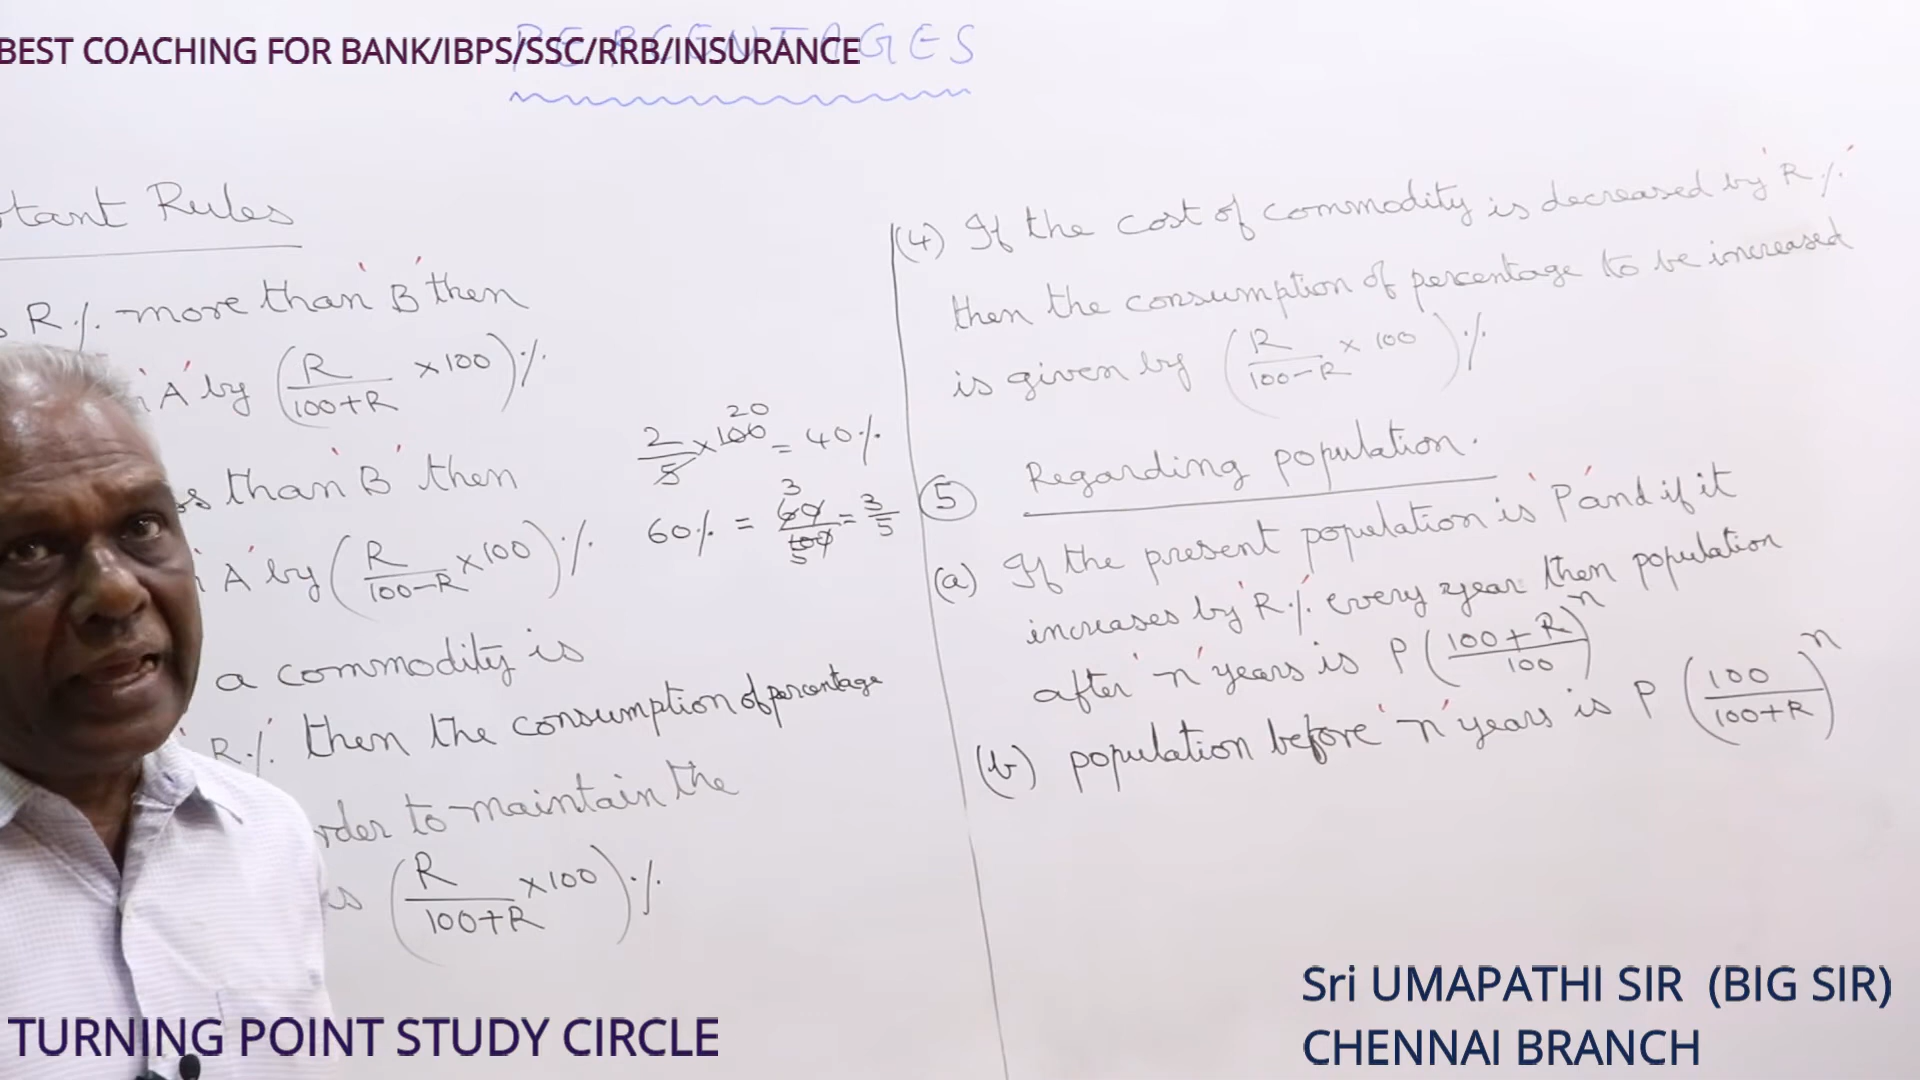 BEST COACHING FOR BANK/IBPS/SSC/RRB/INSURANCE
PERCENTAGES
tant Rules
R% more than 'B' then
'A' by (R/(100+R) × 100)%
than 'B' then
'A' by (R/(100-R) × 100)%
a commodity is
'R%' then the consumption of percentage
rder to maintain the
is (R/(100+R) × 100)%
2/5 × 100 20 = 40%
60% = 60/100 3 5 = 3/5
(4) If the cost of commodity is decreased by 'R%'
then the consumption of percentage to be increased
is given by (R/(100-R) × 100)%
5 Regarding population.
(a) If the present population is 'P' and if it
increases by 'R%' every year then population
after 'n' years is P((100+R)/100)^n
(b) population before 'n' years is P(100/(100+R))^n
Sri UMAPATHI SIR (BIG SIR)
TURNING POINT STUDY CIRCLE
CHENNAI BRANCH